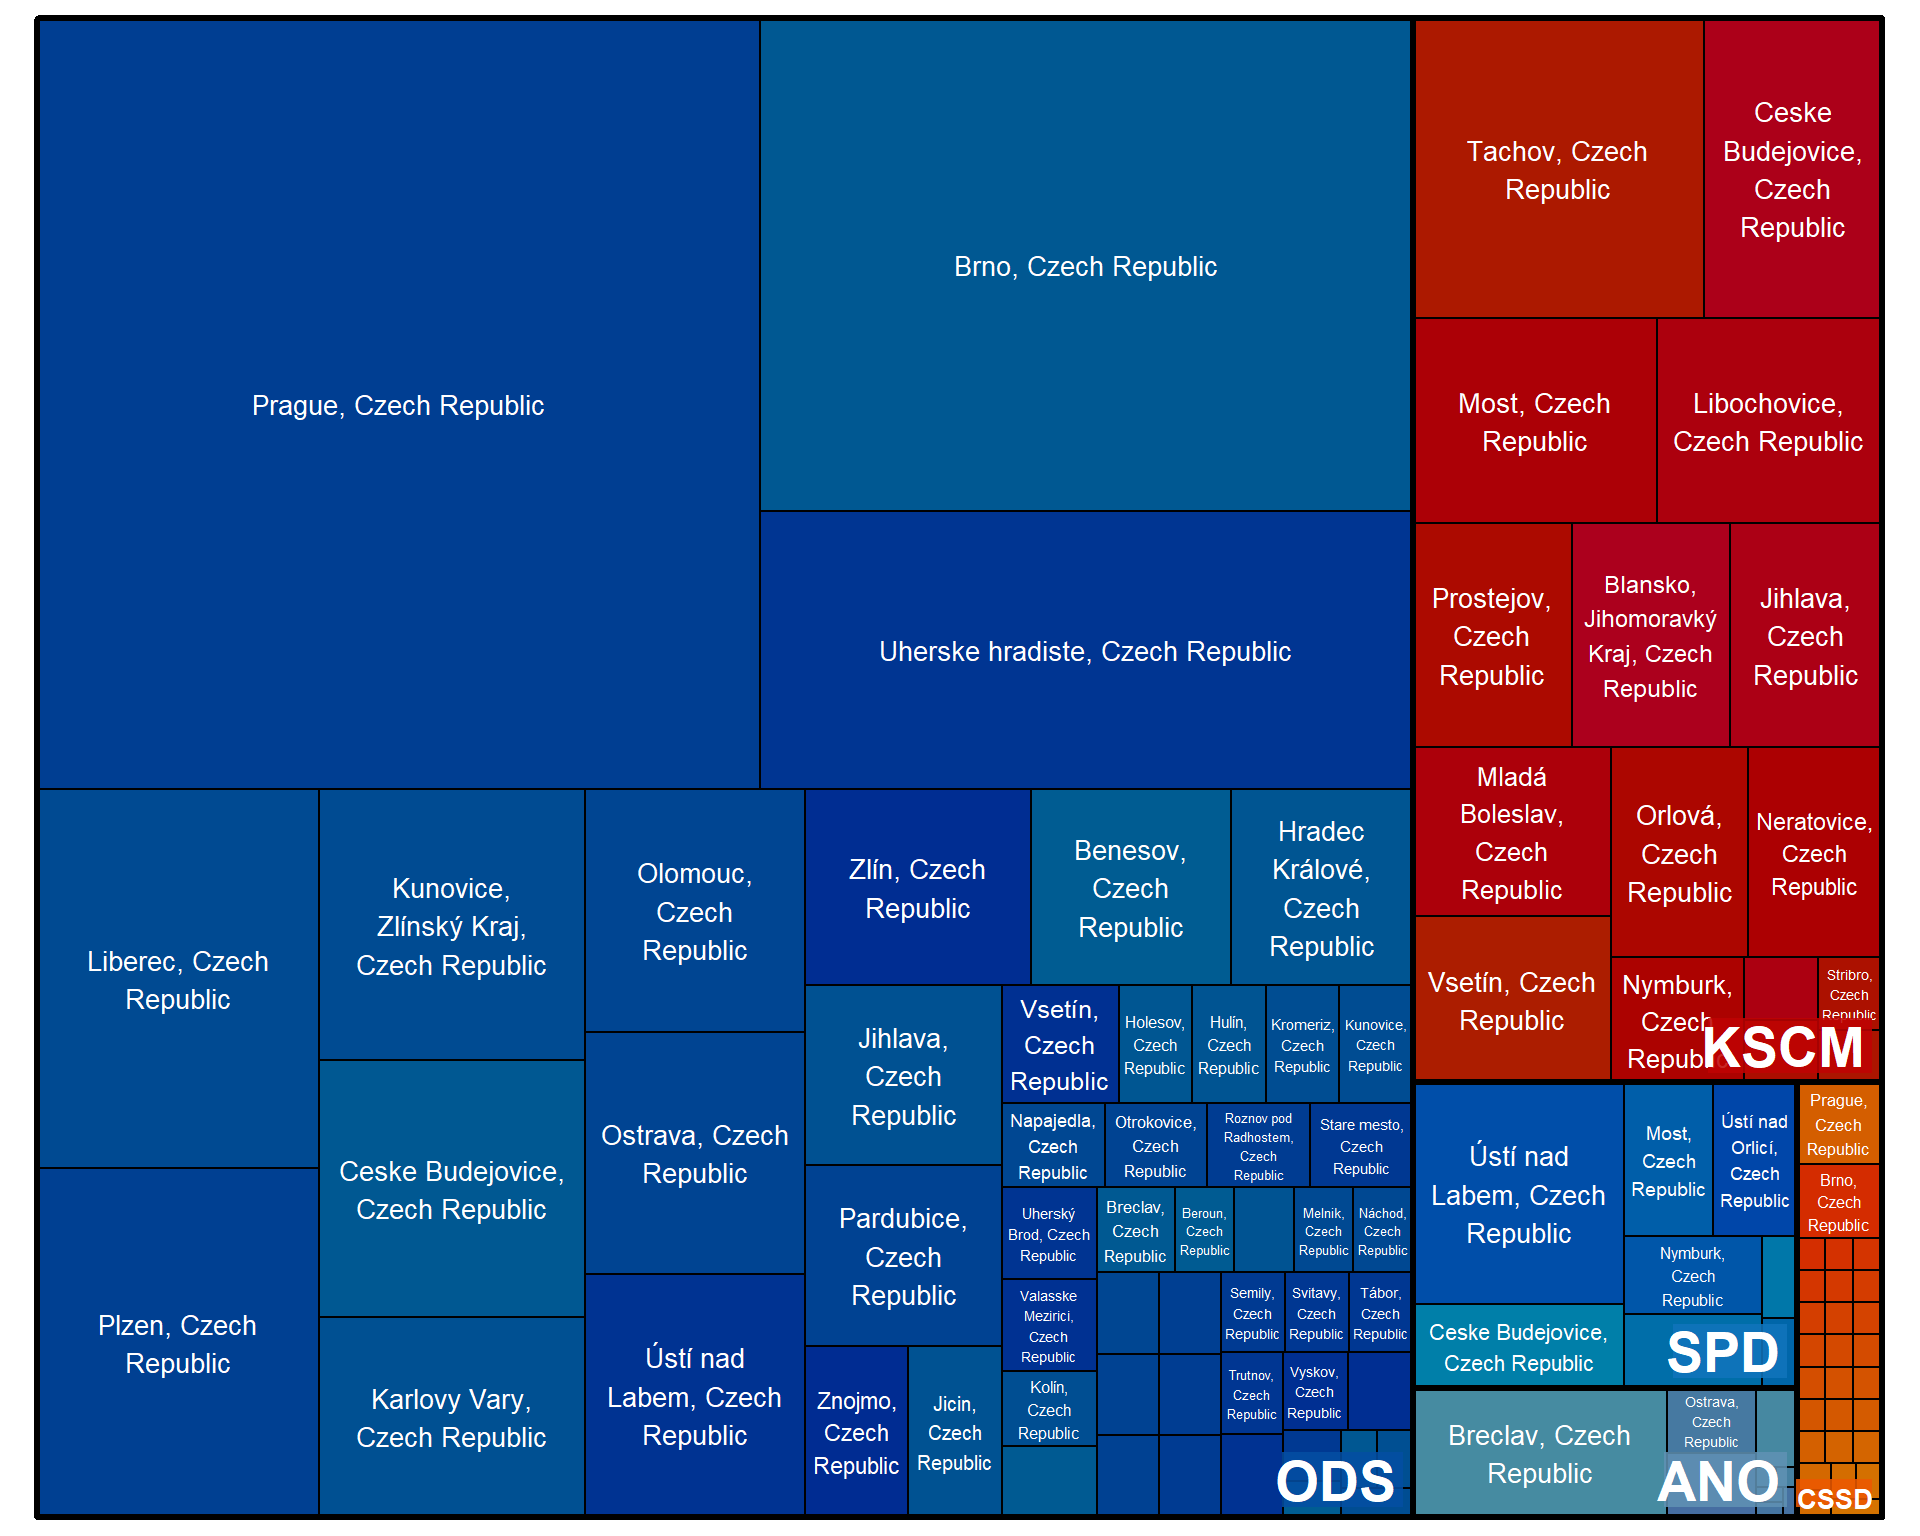 Prague, Czech Republic
Brno, Czech Republic
Uherske hradiste, Czech Republic
Liberec, Czech
Republic
Plzen, Czech
Republic
Kunovice,
Zlínský Kraj,
Czech Republic
Ceske Budejovice,
Czech Republic
Karlovy Vary,
Czech Republic
Olomouc,
Czech
Republic
Ostrava, Czech
Republic
Ústí nad
Labem, Czech
Republic
Zlín, Czech
Republic
Benesov,
Czech
Republic
Hradec
Králové,
Czech
Republic
Jihlava,
Czech
Republic
Pardubice,
Czech
Republic
Znojmo,
Czech
Republic
Jicin,
Czech
Republic
Vsetín,
Czech
Republic
Holesov,
Czech
Republic
Hulín,
Czech
Republic
Kromeriz,
Czech
Republic
Kunovice,
Czech
Republic
Napajedla,
Czech
Republic
Otrokovice,
Czech
Republic
Roznov pod
Radhostem,
Czech
Republic
Stare mesto,
Czech
Republic
Uherský
Brod, Czech
Republic
Valasske
Mezirici,
Czech
Republic
Kolín,
Czech
Republic
Breclav,
Czech
Republic
Beroun,
Czech
Republic
Melnik,
Czech
Republic
Náchod,
Czech
Republic
Semily,
Czech
Republic
Svitavy,
Czech
Republic
Tábor,
Czech
Republic
Trutnov,
Czech
Republic
Vyskov,
Czech
Republic
ODS
Tachov, Czech
Republic
Ceske
Budejovice,
Czech
Republic
Most, Czech
Republic
Libochovice,
Czech Republic
Prostejov,
Czech
Republic
Blansko,
Jihomoravký
Kraj, Czech
Republic
Jihlava,
Czech
Republic
Mladá
Boleslav,
Czech
Republic
Orlová,
Czech
Republic
Neratovice,
Czech
Republic
Vsetín, Czech
Republic
Nymburk,
Czech
Republic
Stribro,
Czech
Republic
KSCM
Ústí nad
Labem, Czech
Republic
Most,
Czech
Republic
Ústí nad
Orlicí,
Czech
Republic
Nymburk,
Czech
Republic
Ceske Budejovice,
Czech Republic
SPD
Breclav, Czech
Republic
Ostrava,
Czech
Republic
ANO
Prague,
Czech
Republic
Brno,
Czech
Republic
CSSD